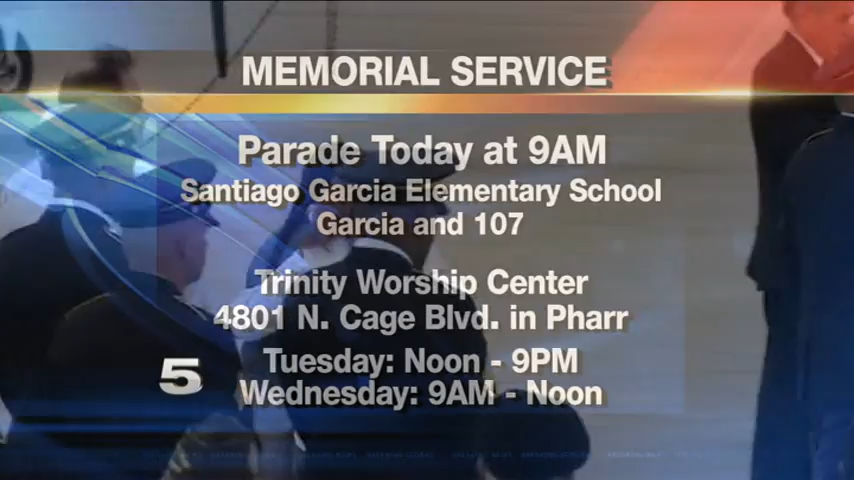 MEMORIAL SERVICE
Parade Today at 9AM
Santiago Garcia Elementary School
Garcia and 107
Trinity Worship Center
4801 N. Cage Blvd. in Pharr
Tuesday: Noon - 9PM
5
Wednesday: 9AM - Noon